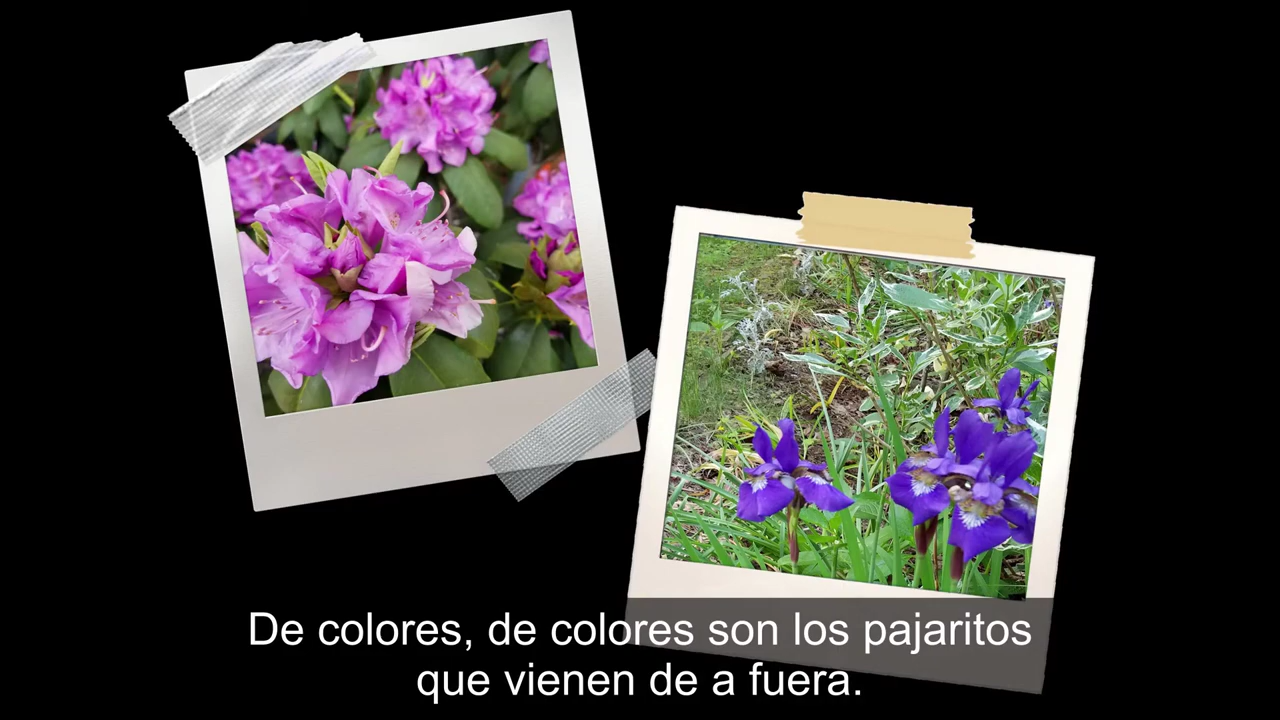 De colores, de colores son los pajaritos
que vienen de a fuera.